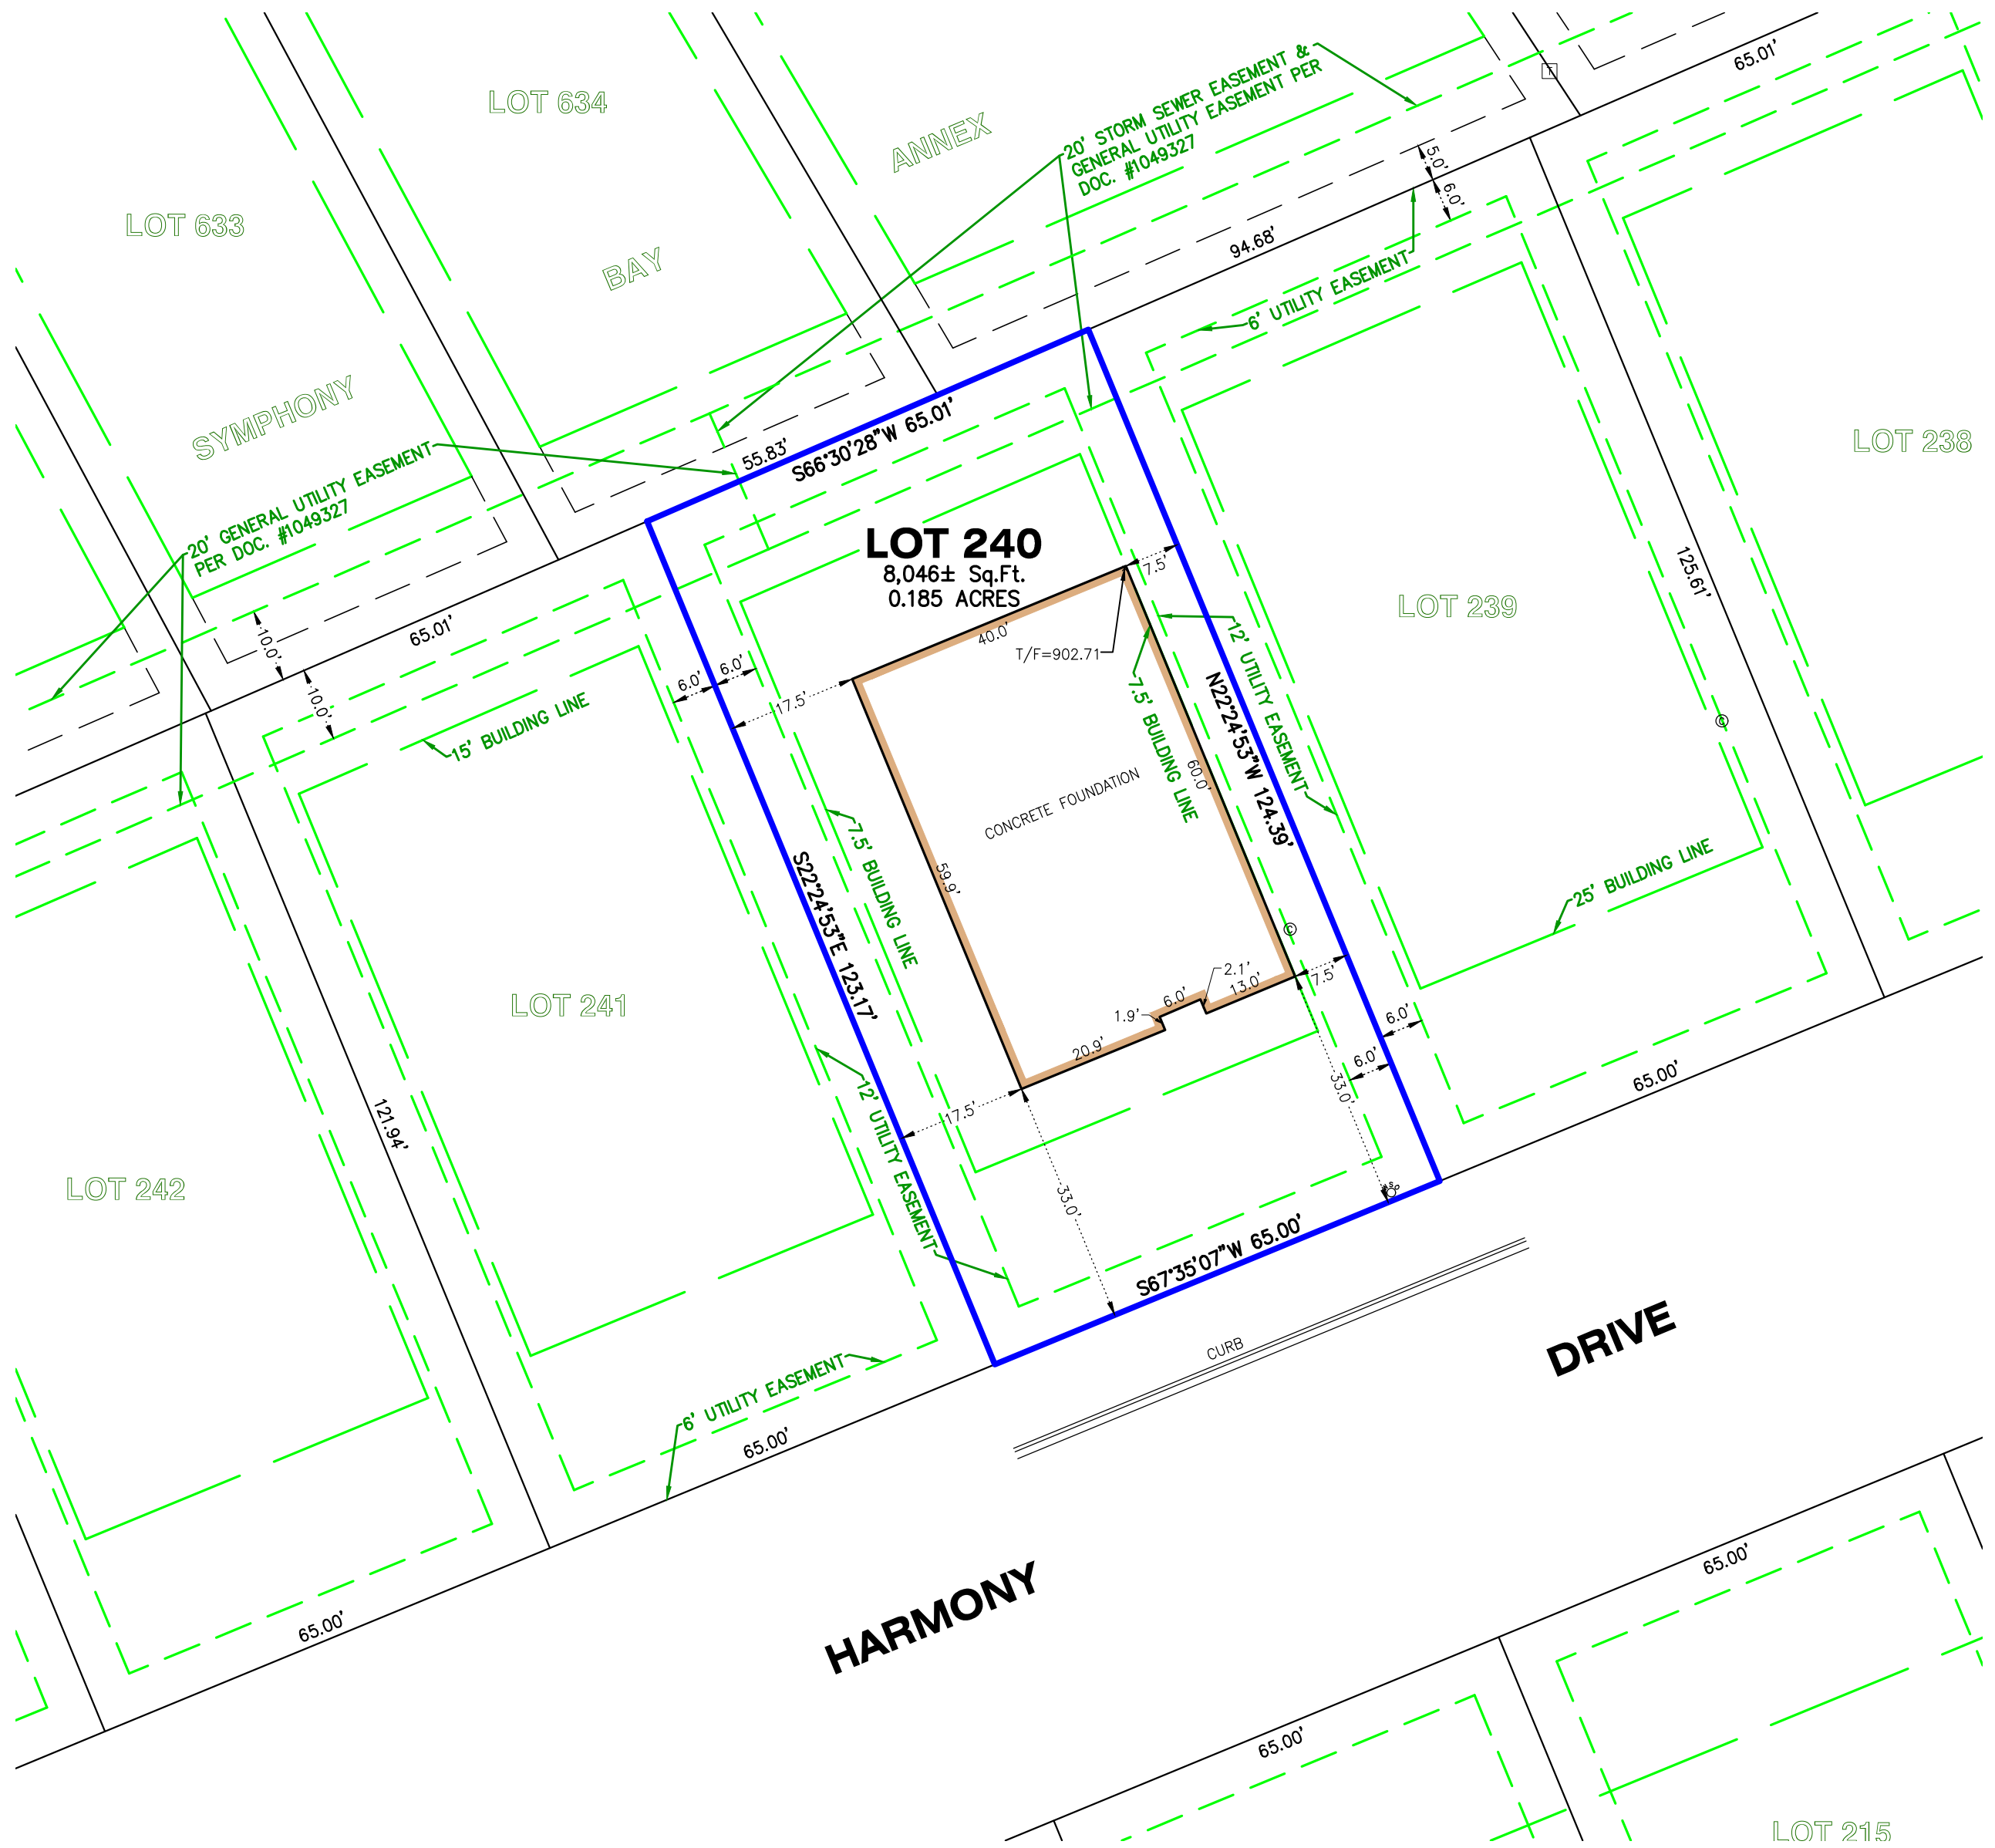 LOT 634
ANNEX
20' STORM SEWER EASEMENT &
GENERAL UTILITY EASEMENT PER
DOC. #1049327
T
65.01'
LOT 633
BAY
5.0'
6.0'
94.68'
6' UTILITY EASEMENT
SYMPHONY
20' GENERAL UTILITY EASEMENT
PER DOC. #1049327
55.83'
S66°30'28"W 65.01'
LOT 238
LOT 240
8,046± Sq.Ft.
0.185 ACRES
7.5'
125.61'
LOT 239
10.0'
65.01'
10.0'
40.0'
T/F=902.71
6.0'
6.0'
17.5'
12' UTILITY EASEMENT
7.5' BUILDING LINE
N22°24'53"W 124.39'
15' BUILDING LINE
60.0'
CONCRETE FOUNDATION
C
7.5' BUILDING LINE
59.9'
S22°24'53"E 123.17'
25' BUILDING LINE
C
LOT 241
2.1'
6.0'
13.0'
7.5'
1.9'
20.9'
6.0'
6.0'
33.0'
65.00'
121.94'
17.5'
12' UTILITY EASEMENT
LOT 242
33.0'
S67°35'07"W 65.00'
CURB
DRIVE
6' UTILITY EASEMENT
65.00'
HARMONY
65.00'
65.00'
65.00'
LOT 215